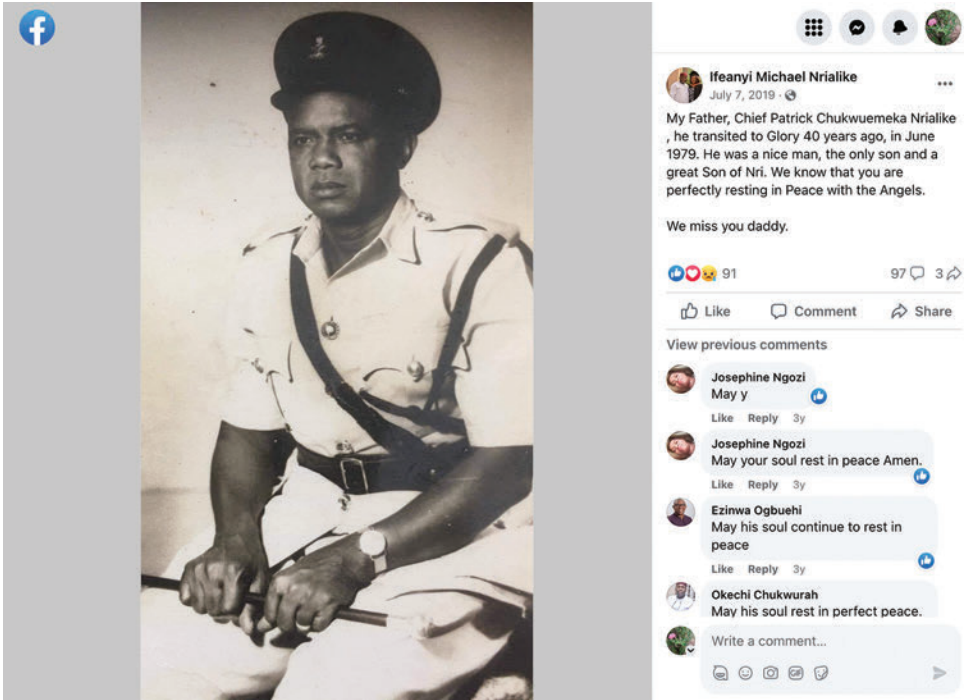 Ifeanyi Michael Nrialike
July 7, 2019 ·
My Father, Chief Patrick Chukwuemeka Nrialike
, he transited to Glory 40 years ago, in June
1979. He was a nice man, the only son and a
great Son of Nri. We know that you are
perfectly resting in Peace with the Angels.
We miss you daddy.
91
97 3
Like Comment Share
View previous comments
Josephine Ngozi
May y
Like Reply 3y
Josephine Ngozi
May your soul rest in peace Amen.
Like Reply 3y
Ezinwa Ogbuehi
May his soul continue to rest in
peace
Like Reply 3y
Okechi Chukwurah
May his soul rest in perfect peace.
Write a comment...